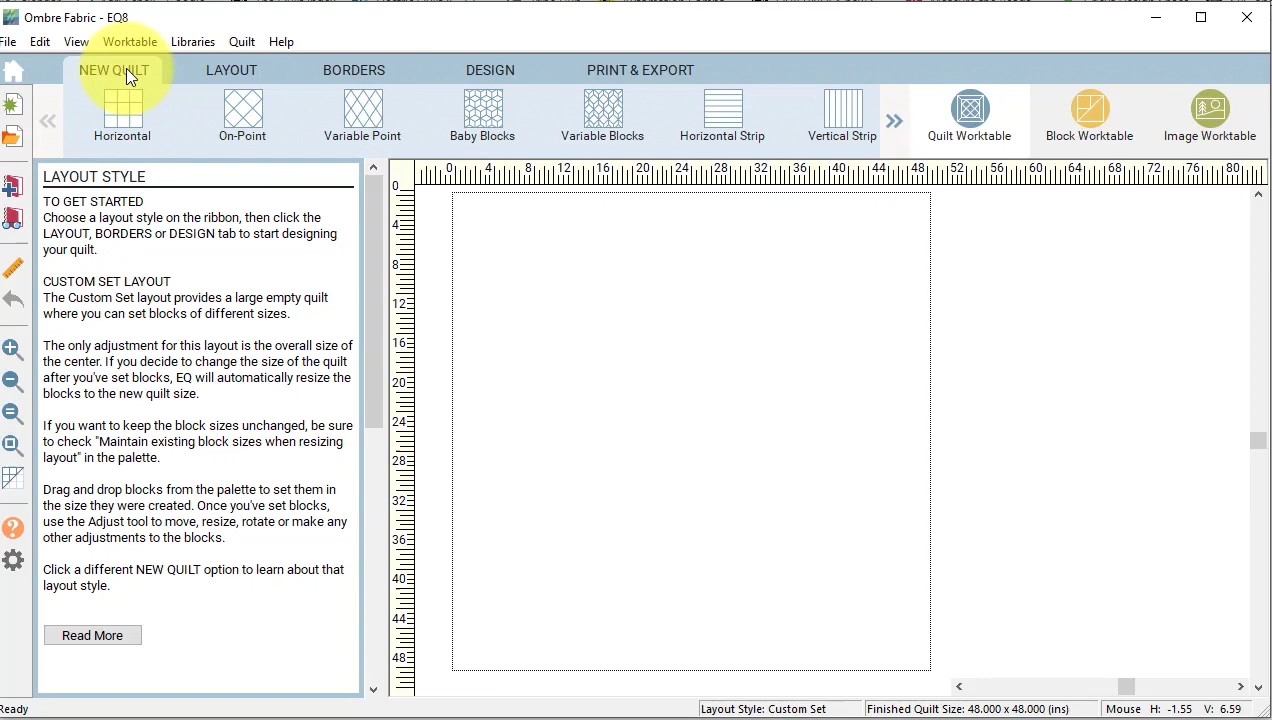 Ombre Fabric - EQ8
File Edit View Worktable Libraries Quilt Help
NEW QUILT LAYOUT BORDERS DESIGN PRINT & EXPORT
Horizontal On-Point Variable Point Baby Blocks Variable Blocks Horizontal Strip Vertical Strip Quilt Worktable Block Worktable Image Worktable
LAYOUT STYLE
TO GET STARTED
Choose a layout style on the ribbon, then click the
LAYOUT, BORDERS or DESIGN tab to start designing
your quilt.
CUSTOM SET LAYOUT
The Custom Set layout provides a large empty quilt
where you can set blocks of different sizes.
The only adjustment for this layout is the overall size of
the center. If you decide to change the size of the quilt
after you've set blocks, EQ will automatically resize the
blocks to the new quilt size.
If you want to keep the block sizes unchanged, be sure
to check "Maintain existing block sizes when resizing
layout" in the palette.
Drag and drop blocks from the palette to set them in
the size they were created. Once you've set blocks,
use the Adjust tool to move, resize, rotate or make any
other adjustments to the blocks.
Click a different NEW QUILT option to learn about that
layout style.
Read More
0 4 8 12 16 20 24 28 32 36 40 44 48 52 56 60 64 68 72 76 80
0
4
8
12
16
20
24
28
32
36
40
44
48
Ready Layout Style: Custom Set Finished Quilt Size: 48.000 x 48.000 (ins) Mouse H: -1.55 V: 6.59